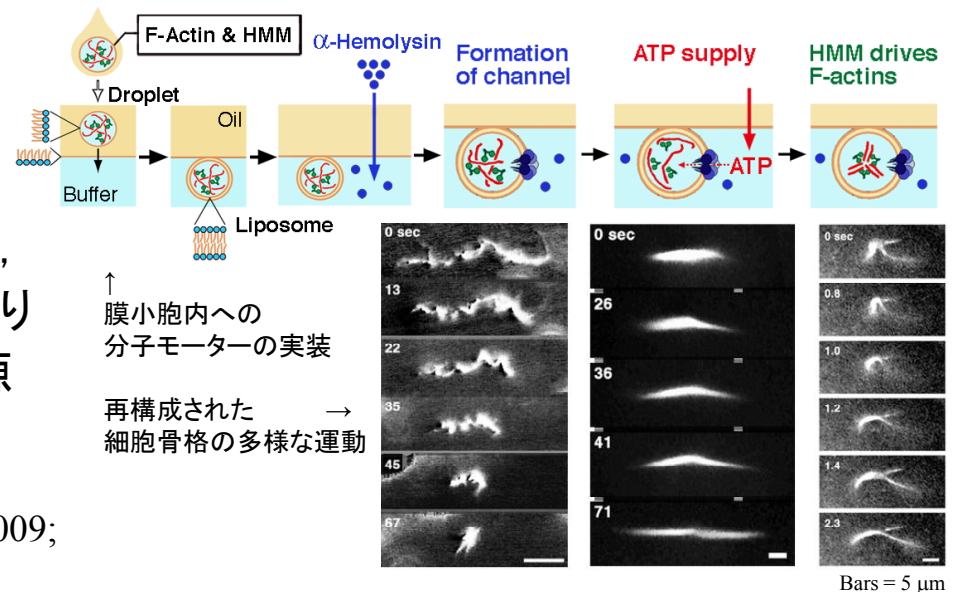 F-Actin & HMM
α-Hemolysin
Formation
of channel
ATP supply
HMM drives
F-actins
Droplet
Oil
Buffer
ATP
Liposome
,
り
原
↑
膜小胞内への
分子モーターの実装
再構成された →
細胞骨格の多様な運動
009;
0 sec
13
22
35
45
67
0 sec
26
36
41
71
0 sec
0.8
1.0
1.2
1.4
2.3
Bars = 5 μm